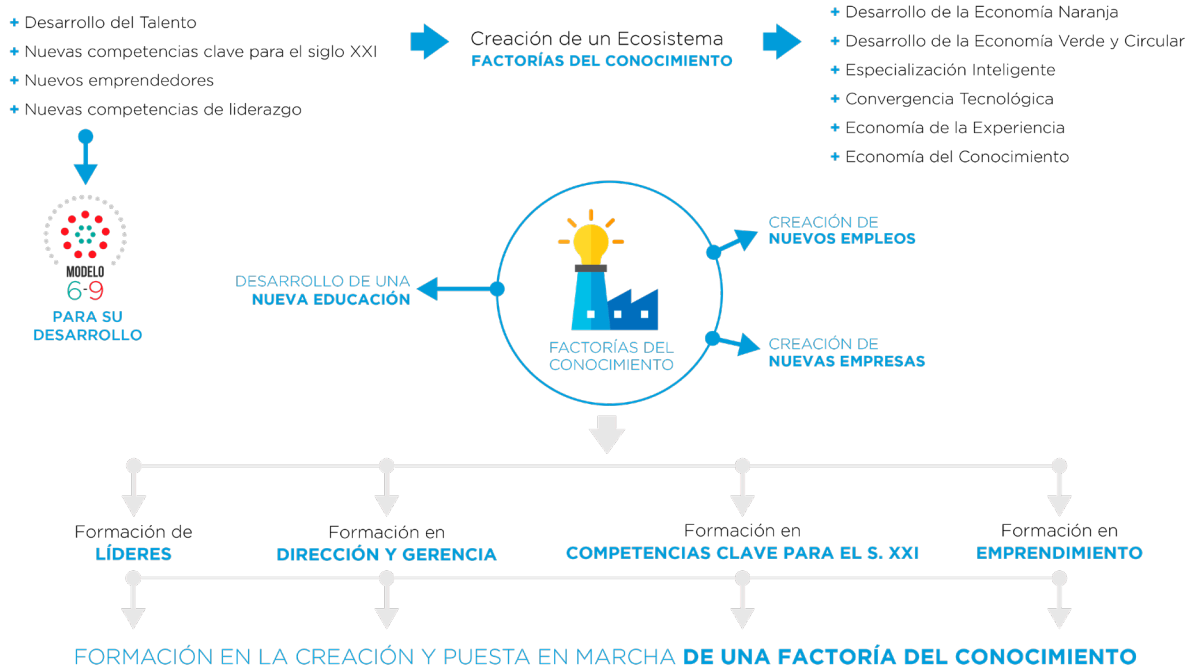 + Desarrollo del Talento
+ Nuevas competencias clave para el siglo XXI
+ Nuevos emprendedores
+ Nuevas competencias de liderazgo
Creación de un Ecosistema
FACTORÍAS DEL CONOCIMIENTO
+ Desarrollo de la Economía Naranja
+ Desarrollo de la Economía Verde y Circular
+ Especialización Inteligente
+ Convergencia Tecnológica
+ Economía de la Experiencia
+ Economía del Conocimiento
MODELO
6-9
PARA SU
DESARROLLO
DESARROLLO DE UNA
NUEVA EDUCACIÓN
FACTORÍAS DEL
CONOCIMIENTO
CREACIÓN DE
NUEVOS EMPLEOS
CREACIÓN DE
NUEVAS EMPRESAS
Formación de
LÍDERES
Formación en
DIRECCIÓN Y GERENCIA
Formación en
COMPETENCIAS CLAVE PARA EL S. XXI
Formación en
EMPRENDIMIENTO
FORMACIÓN EN LA CREACIÓN Y PUESTA EN MARCHA DE UNA FACTORÍA DEL CONOCIMIENTO